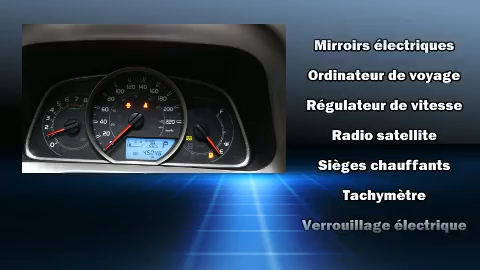 Mirroirs électriques
Ordinateur de voyage
Régulateur de vitesse
Radio satellite
Sièges chauffants
Tachymètre
Verrouillage électrique